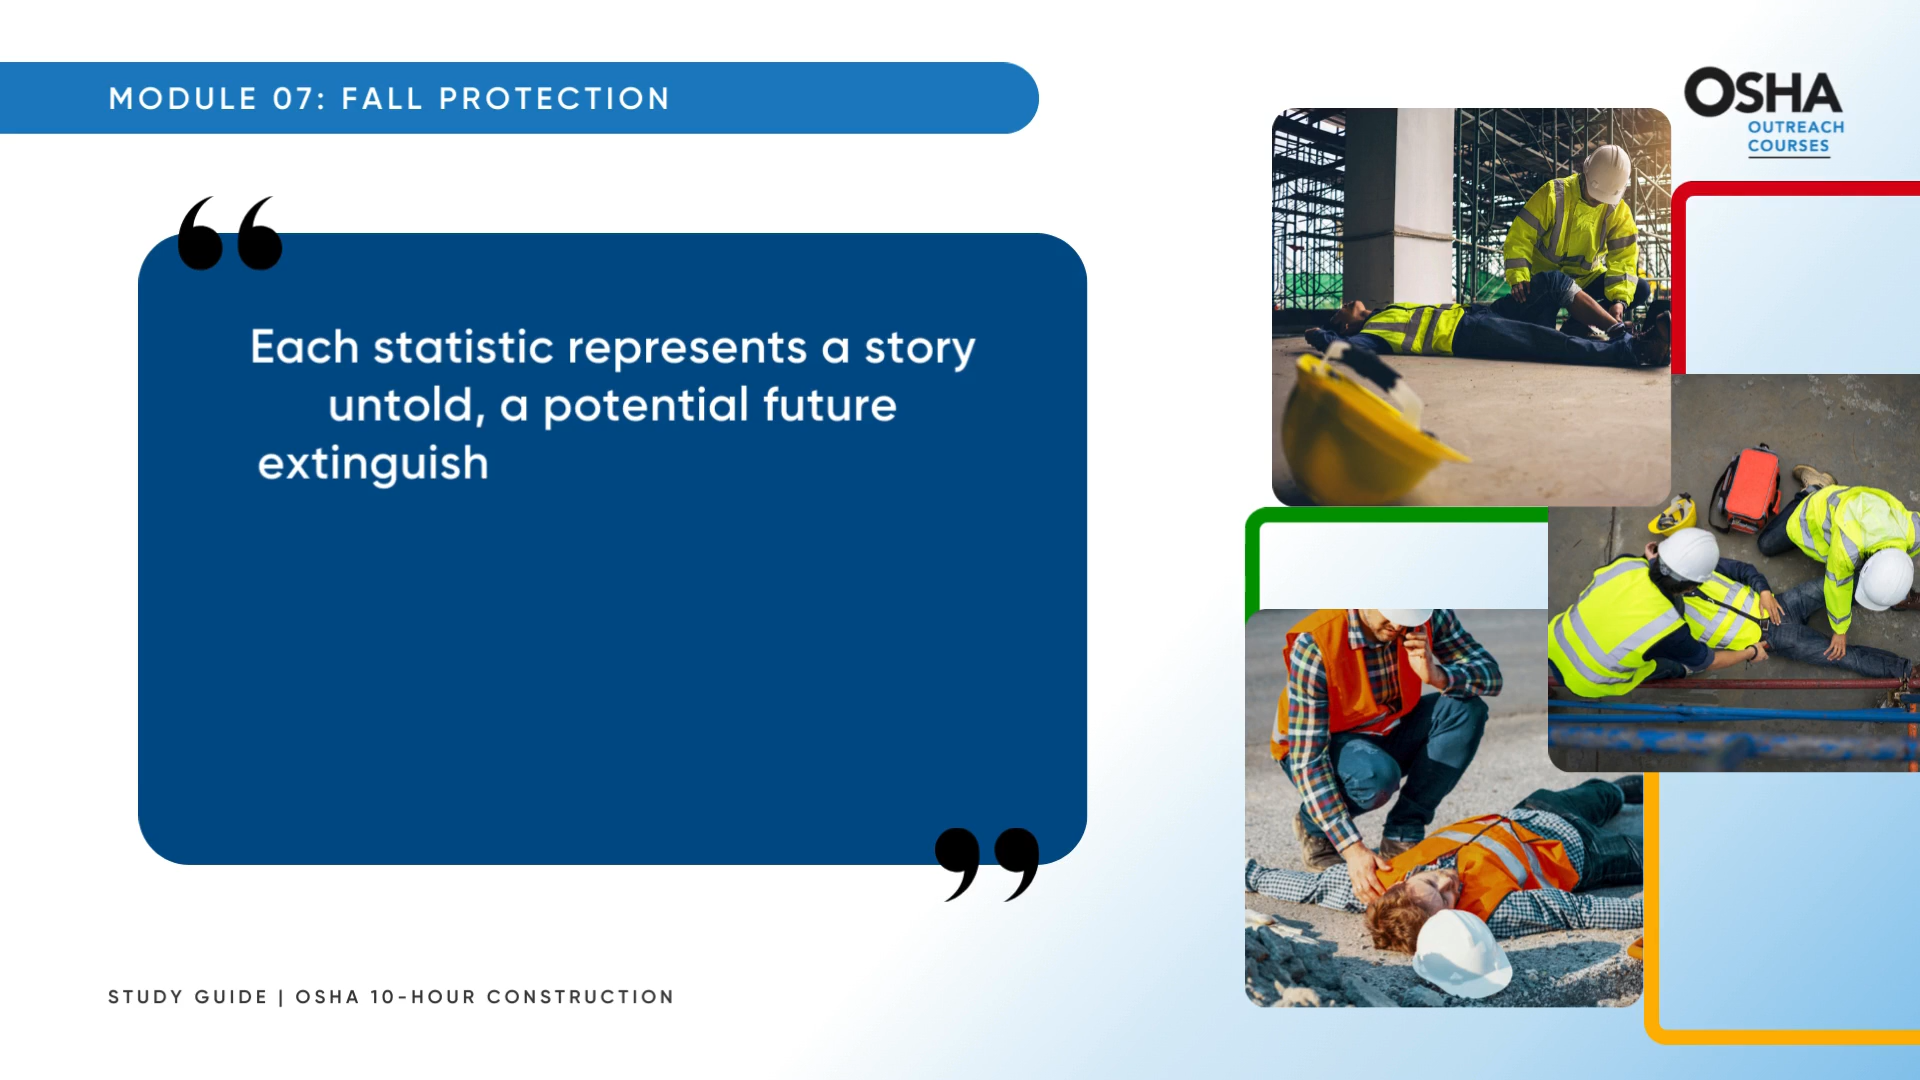 MODULE 07: FALL PROTECTION
OSHA
OUTREACH
COURSES
“
Each statistic represents a story
untold, a potential future
extinguish
”
STUDY GUIDE | OSHA 10-HOUR CONSTRUCTION